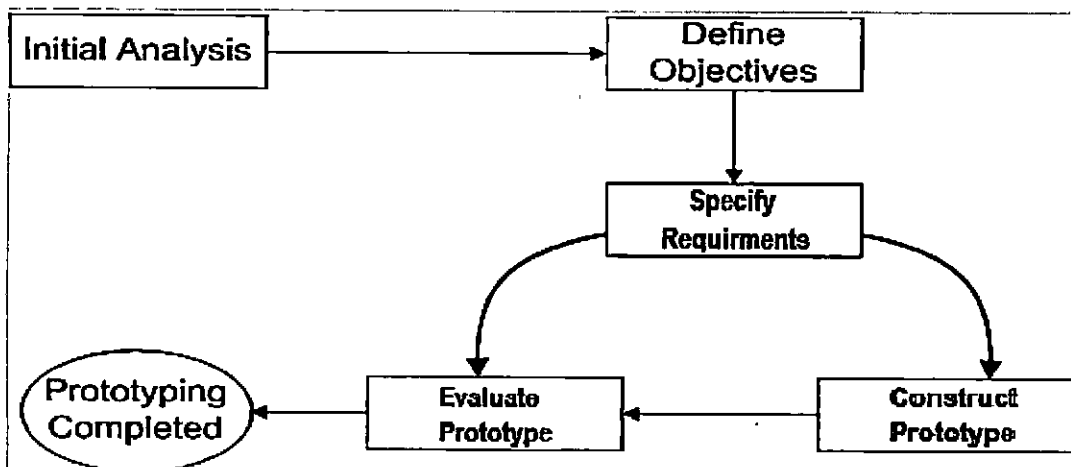 Initial Analysis
Define
Objectives
Specify
Requirments
Evaluate
Prototype
Construct
Prototype
Prototyping
Completed